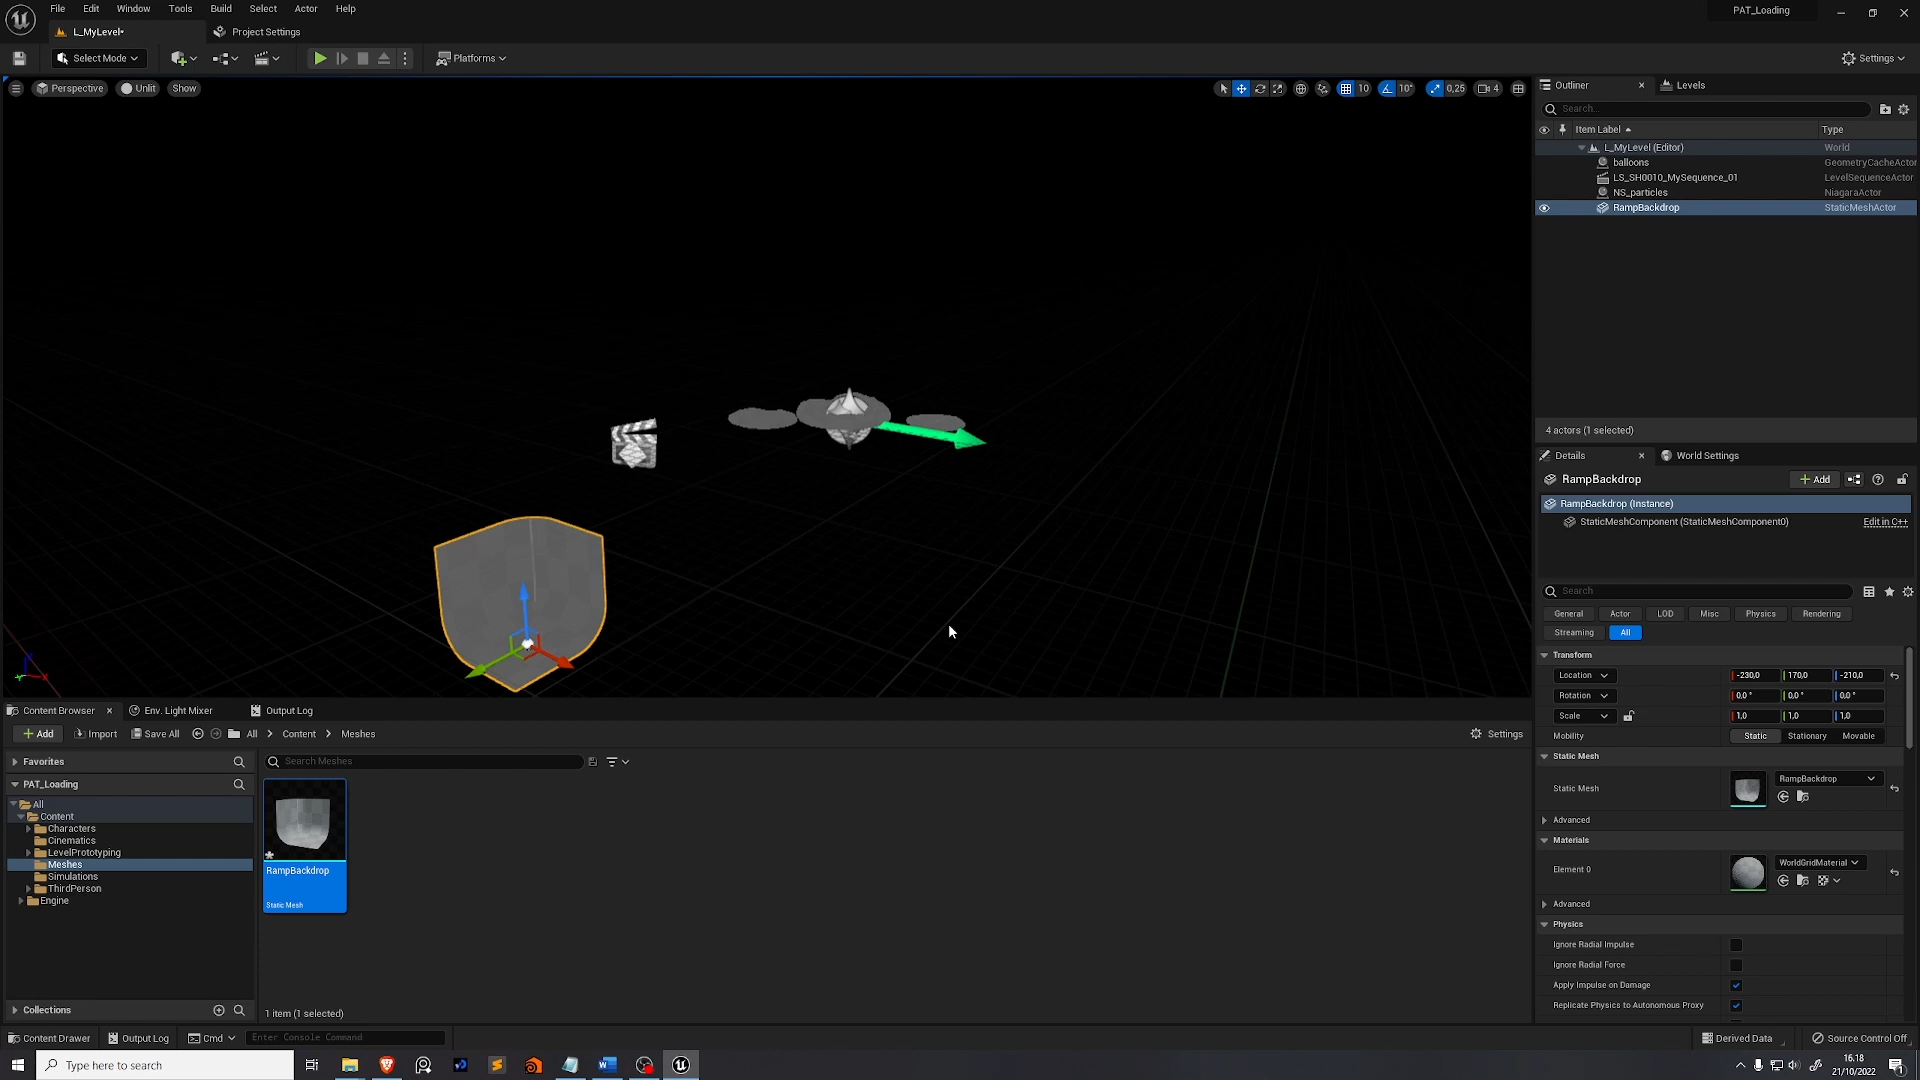 File Edit Window Tools Build Select Actor Help
PAT_Loading
L_MyLevel•
Project Settings
Select Mode
Platforms
Settings
Perspective
Unlit
Show
10
10°
0,25
4
Outliner
Levels
Search...
Item Label
Type
L_MyLevel (Editor)
World
balloons
GeometryCacheActor
LS_SH0010_MySequence_01
LevelSequenceActor
NS_particles
NiagaraActor
RampBackdrop
StaticMeshActor
4 actors (1 selected)
Details
World Settings
RampBackdrop
Add
RampBackdrop (Instance)
StaticMeshComponent (StaticMeshComponent0)
Edit in C++
Search
General
Actor
LOD
Misc
Physics
Rendering
Streaming
All
Transform
Location
-230,0
170,0
-210,0
Rotation
0,0 °
0,0 °
0,0 °
Scale
1,0
1,0
1,0
Mobility
Static
Stationary
Movable
Static Mesh
Static Mesh
RampBackdrop
Advanced
Materials
Element 0
WorldGridMaterial
Advanced
Physics
Ignore Radial Impulse
Ignore Radial Force
Apply Impulse on Damage
Replicate Physics to Autonomous Proxy
Content Browser
Env. Light Mixer
Output Log
Add
Import
Save All
All
Content
Meshes
Settings
Favorites
PAT_Loading
All
Content
Characters
Cinematics
LevelPrototyping
Meshes
Simulations
ThirdPerson
Engine
Collections
Search Meshes
RampBackdrop
Static Mesh
1 item (1 selected)
Content Drawer
Output Log
Cmd
Enter Console Command
Derived Data
Source Control Off
Type here to search
16.18
21/10/2022
1